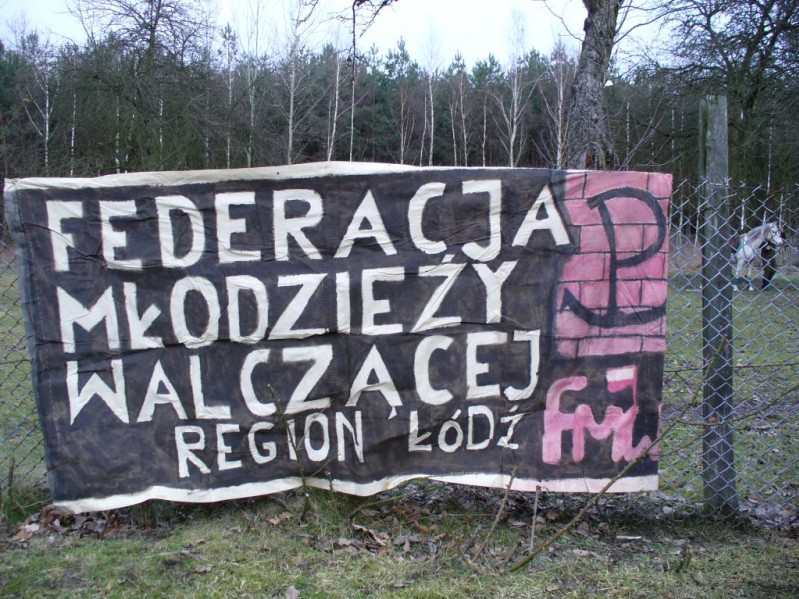 FEDERACJA
MŁODZIEŻY
WALCZĄCEJ
REGION ŁÓDŹ
P
FMW